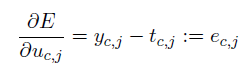 ∂E/∂u_{c,j} = y_{c,j} − t_{c,j} := e_{c,j}